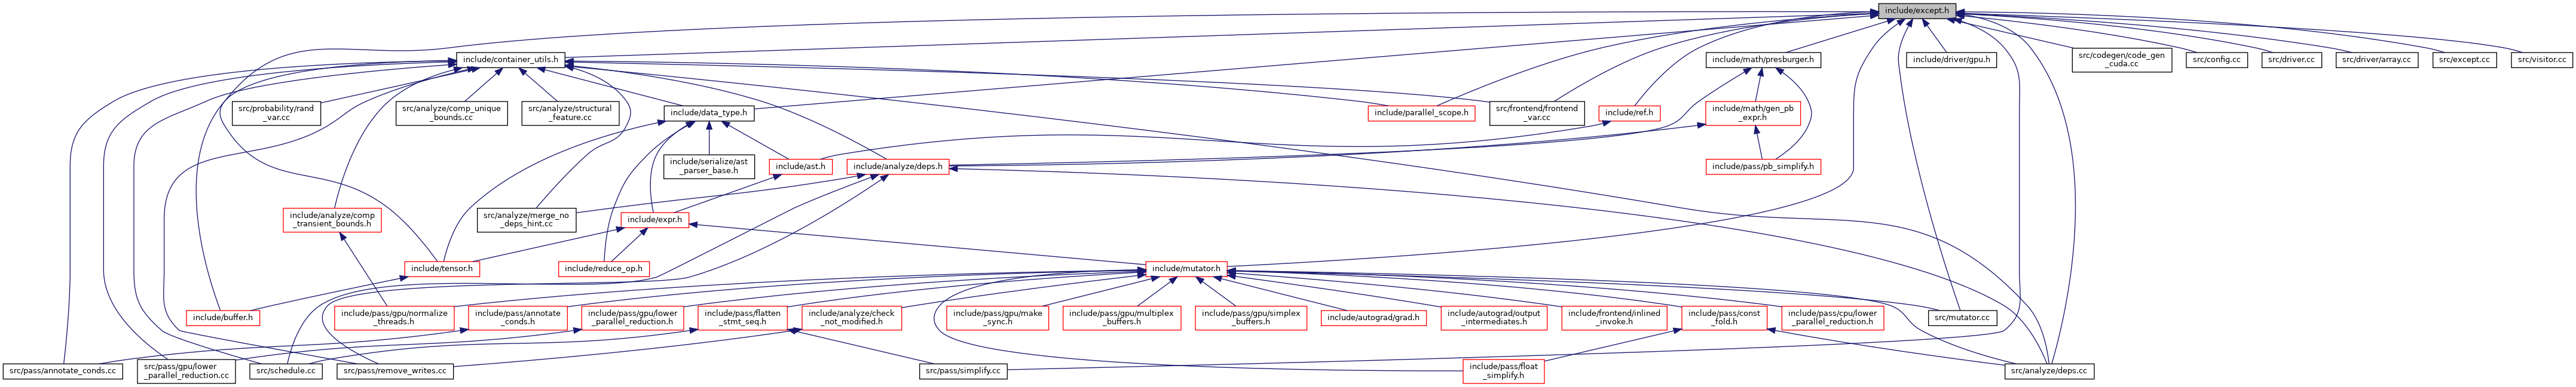 include/except.h
include/container_utils.h
include/math/presburger.h
include/driver/gpu.h
src/codegen/code_gen
_cuda.cc
src/config.cc
src/driver.cc
src/driver/array.cc
src/except.cc
src/visitor.cc
src/probability/rand
_var.cc
src/analyze/comp_unique
_bounds.cc
src/analyze/structural
_feature.cc
include/data_type.h
include/parallel_scope.h
src/frontend/frontend
_var.cc
include/ref.h
include/math/gen_pb
_expr.h
include/serialize/ast
_parser_base.h
include/ast.h
include/analyze/deps.h
include/pass/pb_simplify.h
include/analyze/comp
_transient_bounds.h
src/analyze/merge_no
_deps_hint.cc
include/expr.h
include/tensor.h
include/reduce_op.h
include/mutator.h
include/buffer.h
include/pass/gpu/normalize
_threads.h
include/pass/annotate
_conds.h
include/pass/gpu/lower
_parallel_reduction.h
include/pass/flatten
_stmt_seq.h
include/analyze/check
_not_modified.h
include/pass/gpu/make
_sync.h
include/pass/gpu/multiplex
_buffers.h
include/pass/gpu/simplex
_buffers.h
include/autograd/grad.h
include/autograd/output
_intermediates.h
include/frontend/inlined
_invoke.h
include/pass/const
_fold.h
include/pass/cpu/lower
_parallel_reduction.h
src/mutator.cc
src/pass/annotate_conds.cc
src/pass/gpu/lower
_parallel_reduction.cc
src/schedule.cc
src/pass/remove_writes.cc
src/pass/simplify.cc
include/pass/float
_simplify.h
src/analyze/deps.cc